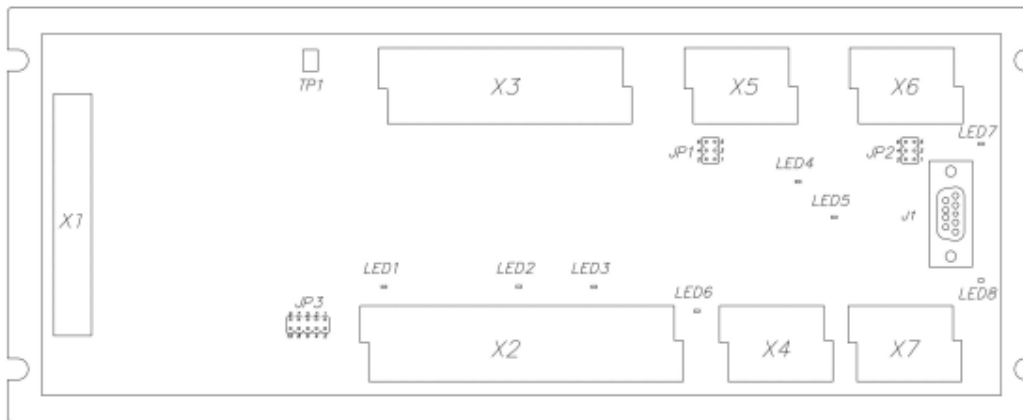 TP1
X3
X5
X6
LED7
JP1
JP2
LED4
LED5
J1
X1
LED1
LED2
LED3
LED6
LED8
JP3
X2
X4
X7